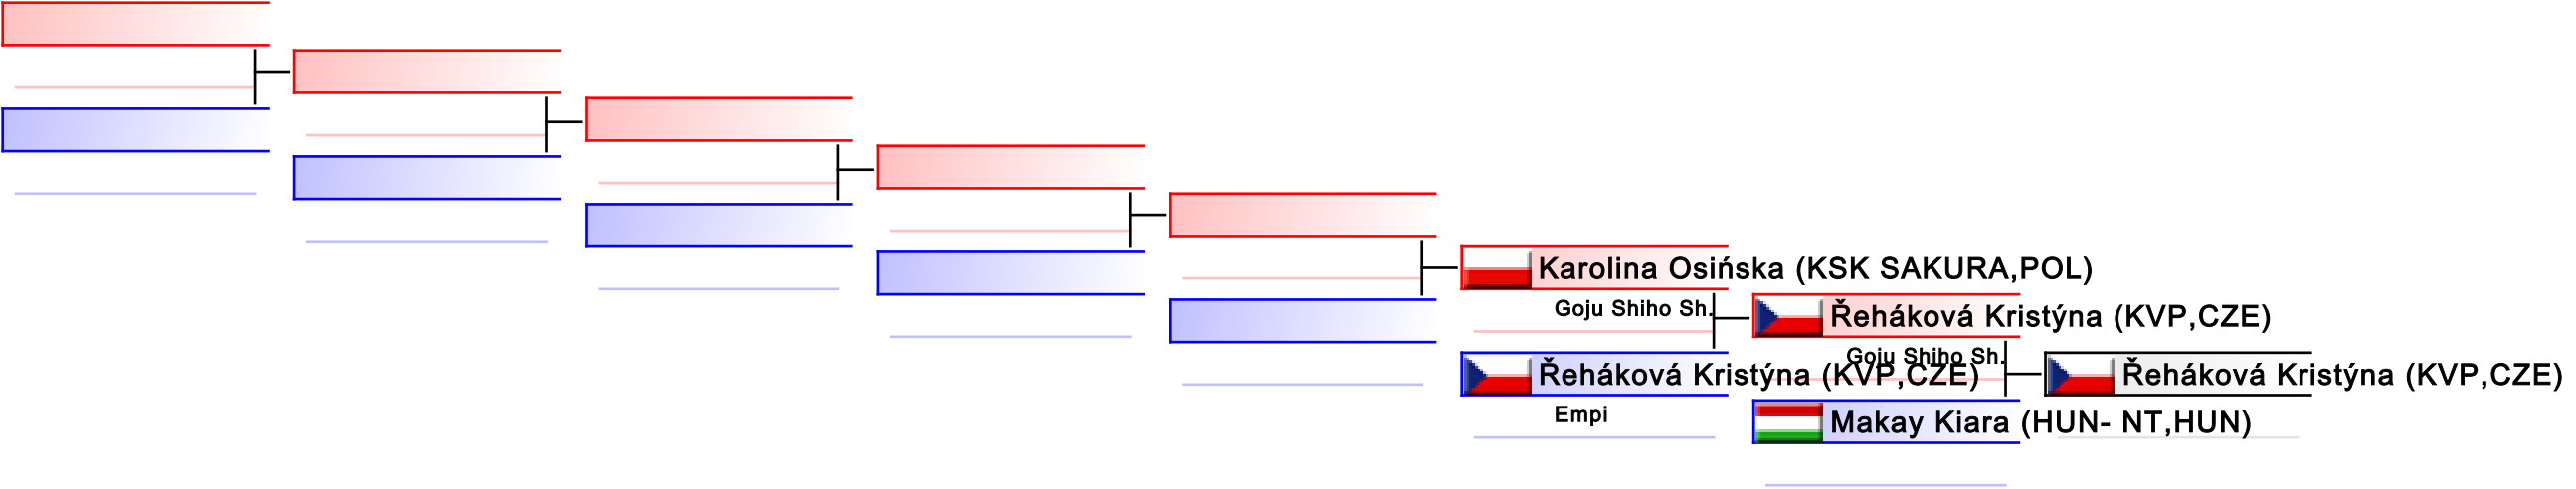 Karolina Osińska (KSK SAKURA,POL)
Goju Shiho Sh.
Řeháková Kristýna (KVP,CZE)
Goju Shiho Sh.
Řeháková Kristýna (KVP,CZE)
Řeháková Kristýna (KVP,CZE)
Empi
Makay Kiara (HUN- NT,HUN)